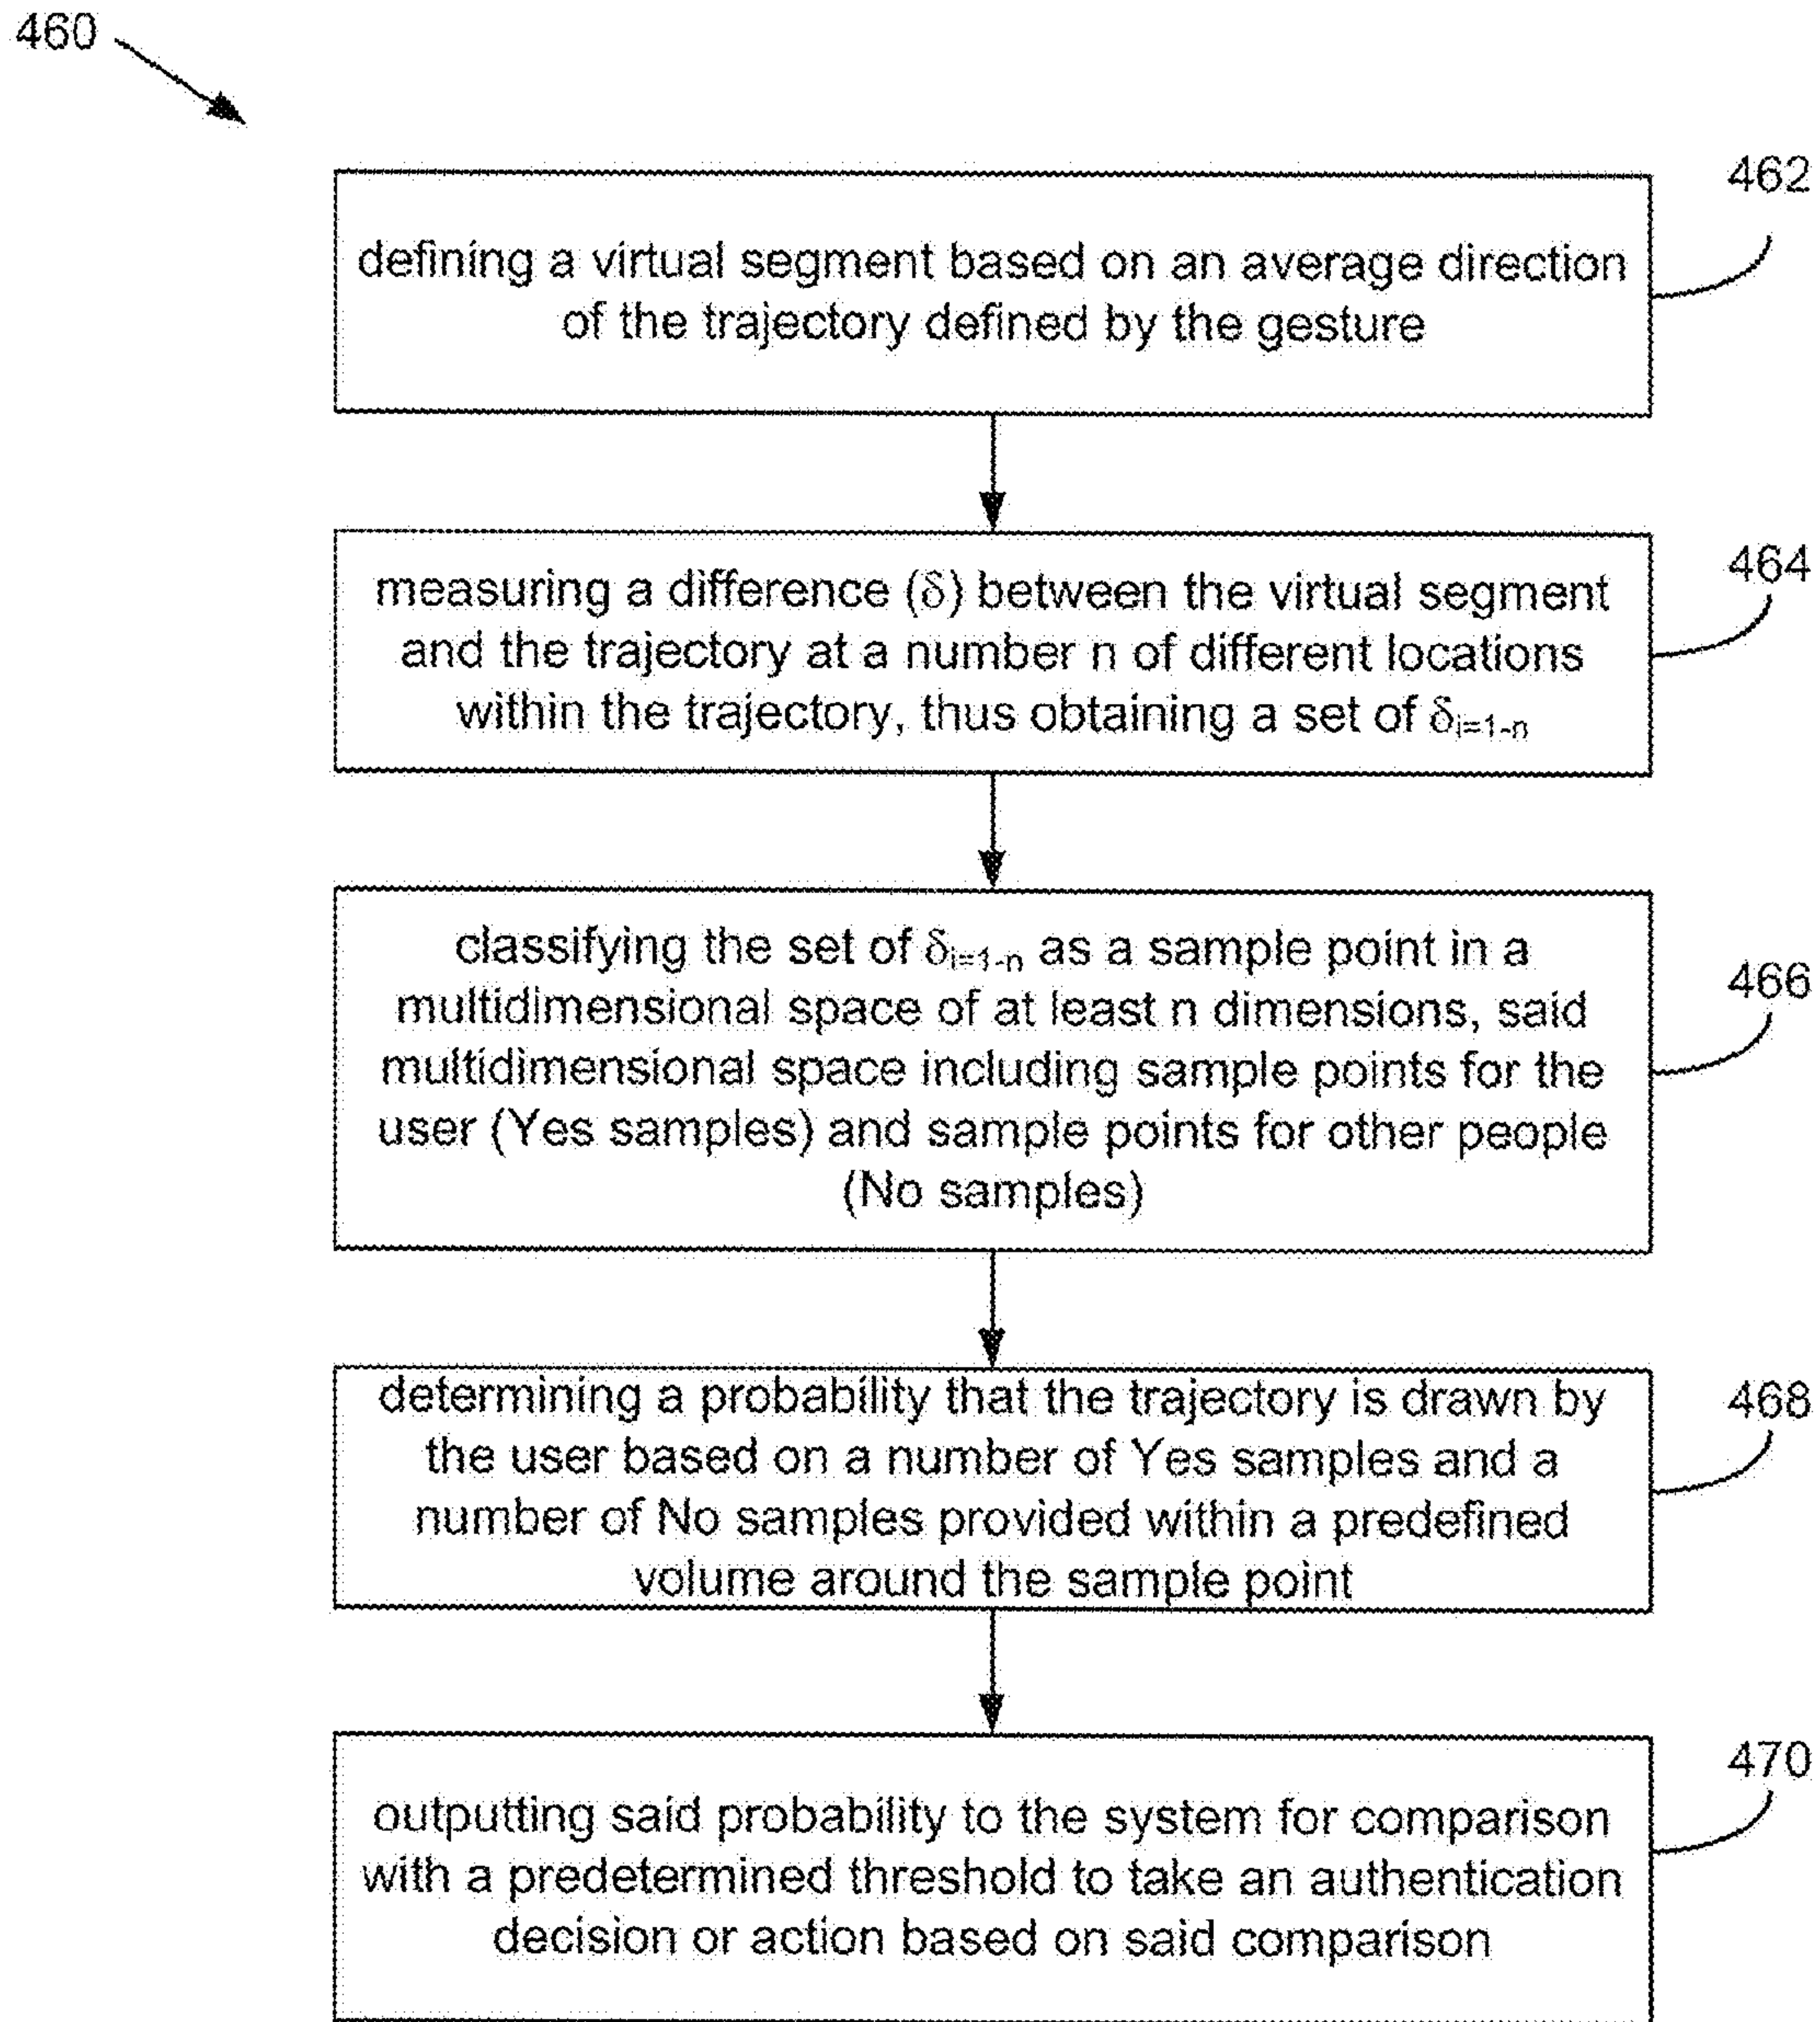 460
462
defining a virtual segment based on an average direction
of the trajectory defined by the gesture
464
measuring a difference (δ) between the virtual segment
and the trajectory at a number n of different locations
within the trajectory, thus obtaining a set of δi=1-n
classifying the set of δi=1-n as a sample point in a
multidimensional space of at least n dimensions, said
466
multidimensional space including sample points for the
user (Yes samples) and sample points for other people
(No samples)
determining a probability that the trajectory is drawn by
468
the user based on a number of Yes samples and a
number of No samples provided within a predefined
volume around the sample point
470
outputting said probability to the system for comparison
with a predetermined threshold to take an authentication
decision or action based on said comparison